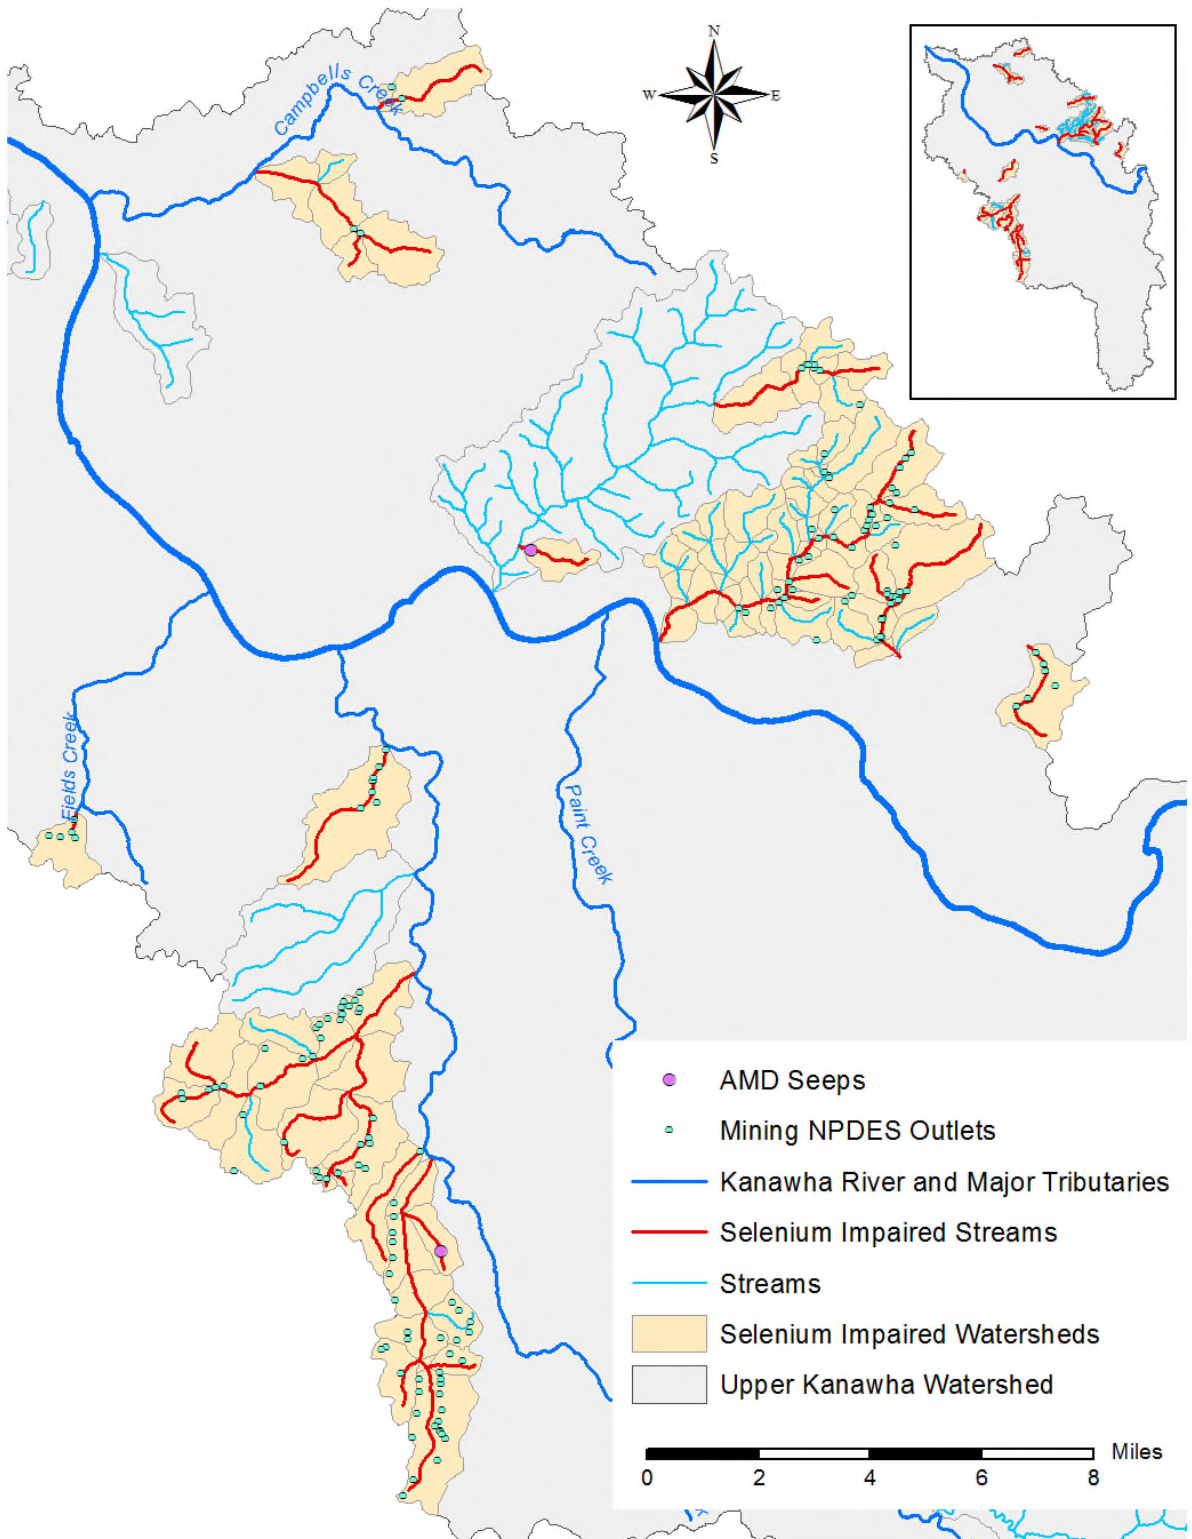 N
W
E
S
Campbells Creek
Fields Creek
Paint Creek
AMD Seeps
Mining NPDES Outlets
Kanawha River and Major Tributaries
Selenium Impaired Streams
Streams
Selenium Impaired Watersheds
Upper Kanawha Watershed
Miles
0 2 4 6 8